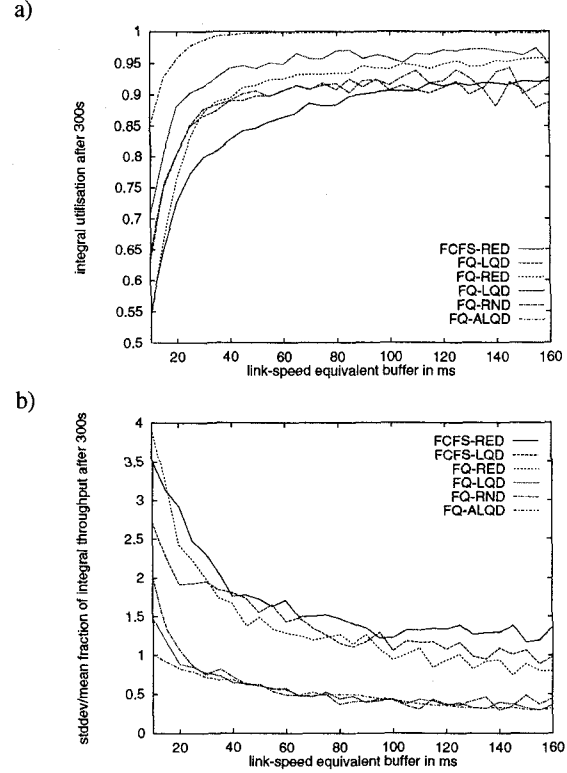 a)
1
0.95
0.9
0.85
0.8
0.75
0.7
0.65
0.6
0.55
0.5
integral utilisation after 300s
FCFS-RED
FQ-LQD
FQ-RED
FQ-LQD
FQ-RND
FQ-ALQD
20 40 60 80 100 120 140 160
link-speed equivalent buffer in ms
b)
4
3.5
3
2.5
2
1.5
1
0.5
0
stddev/mean fraction of integral throughput after 300s
FCFS-RED
FCFS-LQD
FQ-RED
FQ-LQD
FQ-RND
FQ-ALQD
20 40 60 80 100 120 140 160
link-speed equivalent buffer in ms